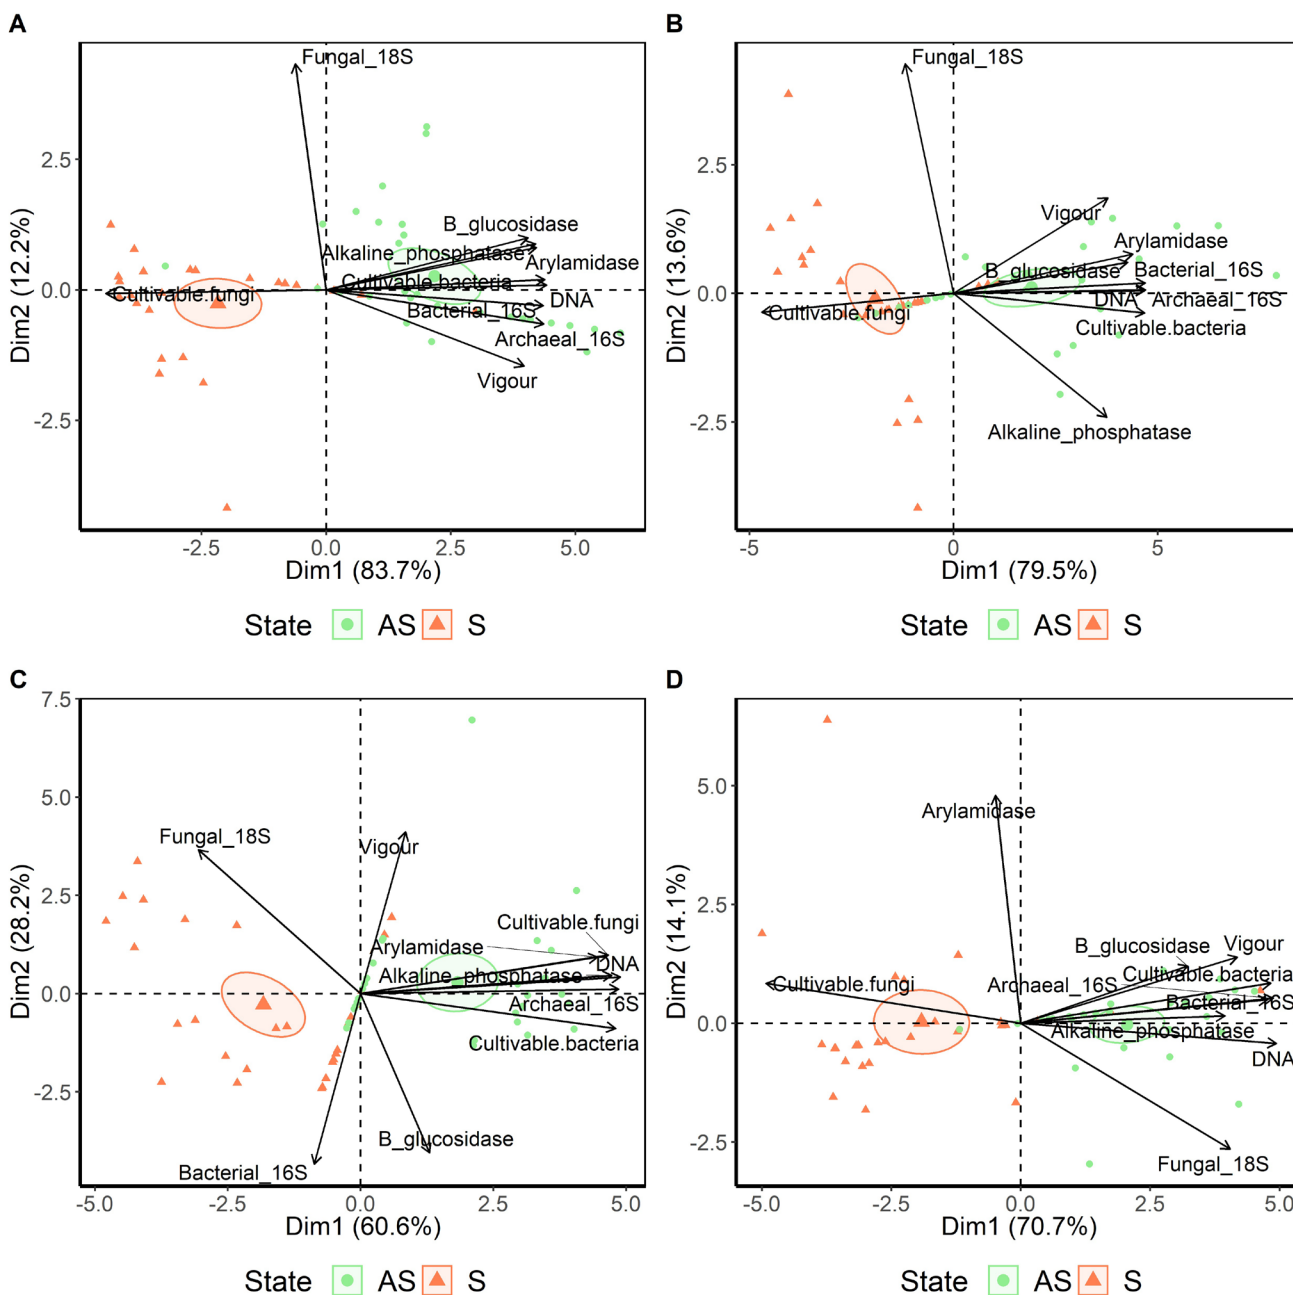 A
Fungal_18S
B_glucosidase
Alkaline_phosphatase
Arylamidase
Cultivable.bacteria
Cultivable.fungi
DNA
Bacterial_16S
Archaeal_16S
Vigour
2.5
0.0
-2.5
Dim2 (12.2%)
-2.5
0.0
2.5
5.0
Dim1 (83.7%)
State AS S
B
Fungal_18S
Vigour
Arylamidase
B_glucosidase
Bacterial_16S
DNA
Archaeal_16S
Cultivable.fungi
Cultivable.bacteria
Alkaline_phosphatase
2.5
0.0
-2.5
Dim2 (13.6%)
-5
0
5
Dim1 (79.5%)
State AS S
C
Fungal_18S
Vigour
Cultivable.fungi
Arylamidase
DNA
Alkaline_phosphatase
Archaeal_16S
Cultivable.bacteria
B_glucosidase
Bacterial_16S
7.5
5.0
2.5
0.0
-2.5
Dim2 (28.2%)
-5.0
-2.5
0.0
2.5
5.0
Dim1 (60.6%)
State AS S
D
Arylamidase
B_glucosidase
Vigour
Cultivable.fungi
Archaeal_16S
Cultivable.bacteria
Bacterial_16S
Alkaline_phosphatase
DNA
Fungal_18S
5.0
2.5
0.0
-2.5
Dim2 (14.1%)
-5.0
-2.5
0.0
2.5
5.0
Dim1 (70.7%)
State AS S